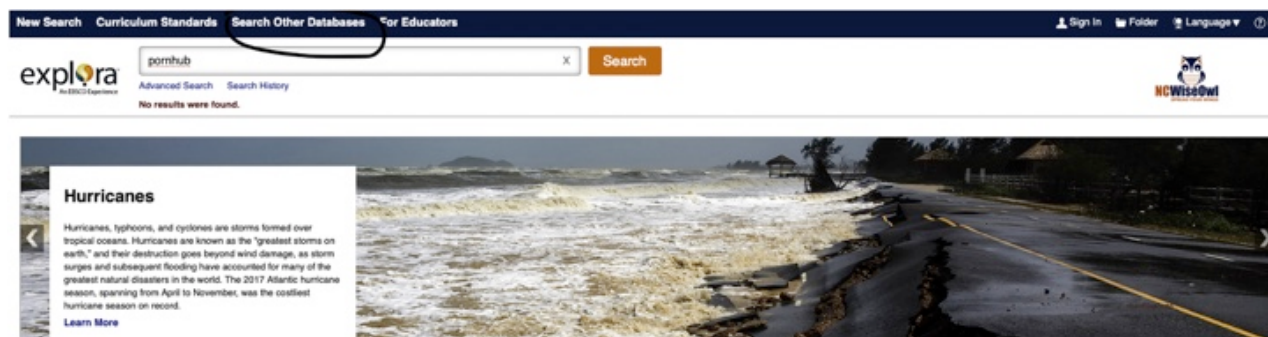 New Search Curriculum Standards Search Other Databases For Educators Sign In Folder Language
explora
An EBSCO Experience
pornhub X Search
Advanced Search Search History
No results were found.
NCWiseOwl
Hurricanes
Hurricanes, typhoons, and cyclones are storms formed over
tropical oceans. Hurricanes are known as the "greatest storms on
earth," and their destruction goes beyond wind damage, as storm
surges and subsequent flooding have accounted for many of the
greatest natural disasters in the world. The 2017 Atlantic hurricane
season, spanning from April to November, was the costliest
hurricane season on record.
Learn More